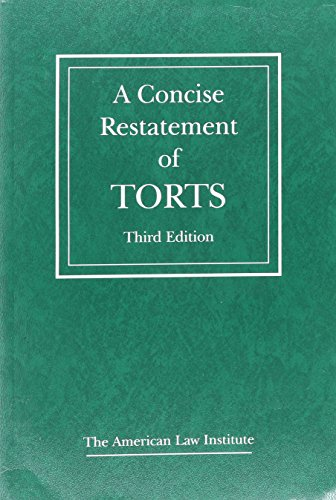 A Concise
Restatement
of
TORTS
Third Edition
The American Law Institute